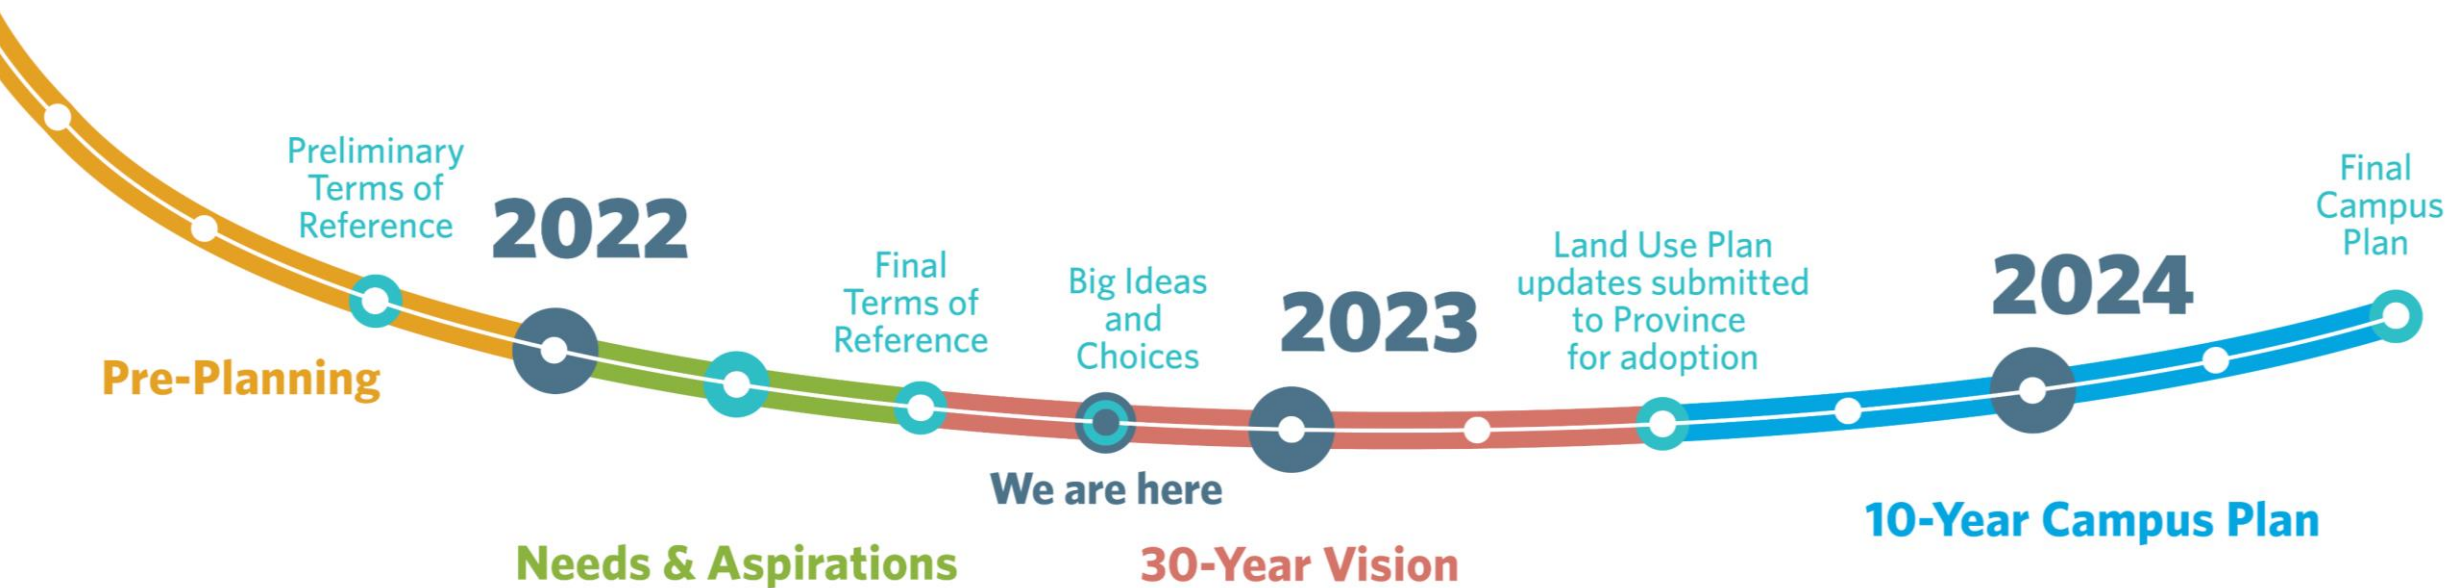 Preliminary
Terms of
Reference
2022
Final
Terms of
Reference
Big Ideas
and
Choices
2023
Land Use Plan
updates submitted
to Province
for adoption
2024
Final
Campus
Plan
Pre-Planning
We are here
Needs & Aspirations
30-Year Vision
10-Year Campus Plan